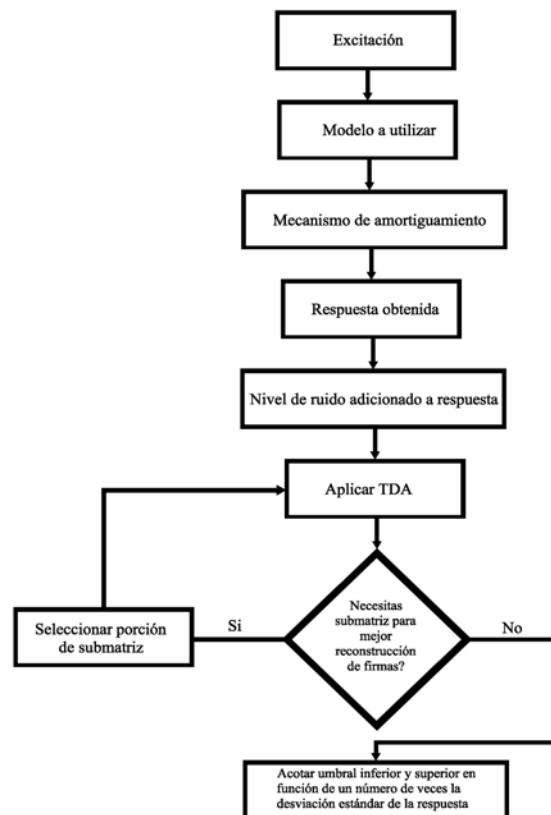 Excitación
Modelo a utilizar
Mecanismo de amortiguamiento
Respuesta obtenida
Nivel de ruido adicionado a respuesta
Aplicar TDA
Necesitas
submatriz para
mejor
reconstrucción
de firmas?
Si
No
Seleccionar porción
de submatriz
Acotar umbral inferior y superior en
función de un número de veces la
desviación estándar de la respuesta